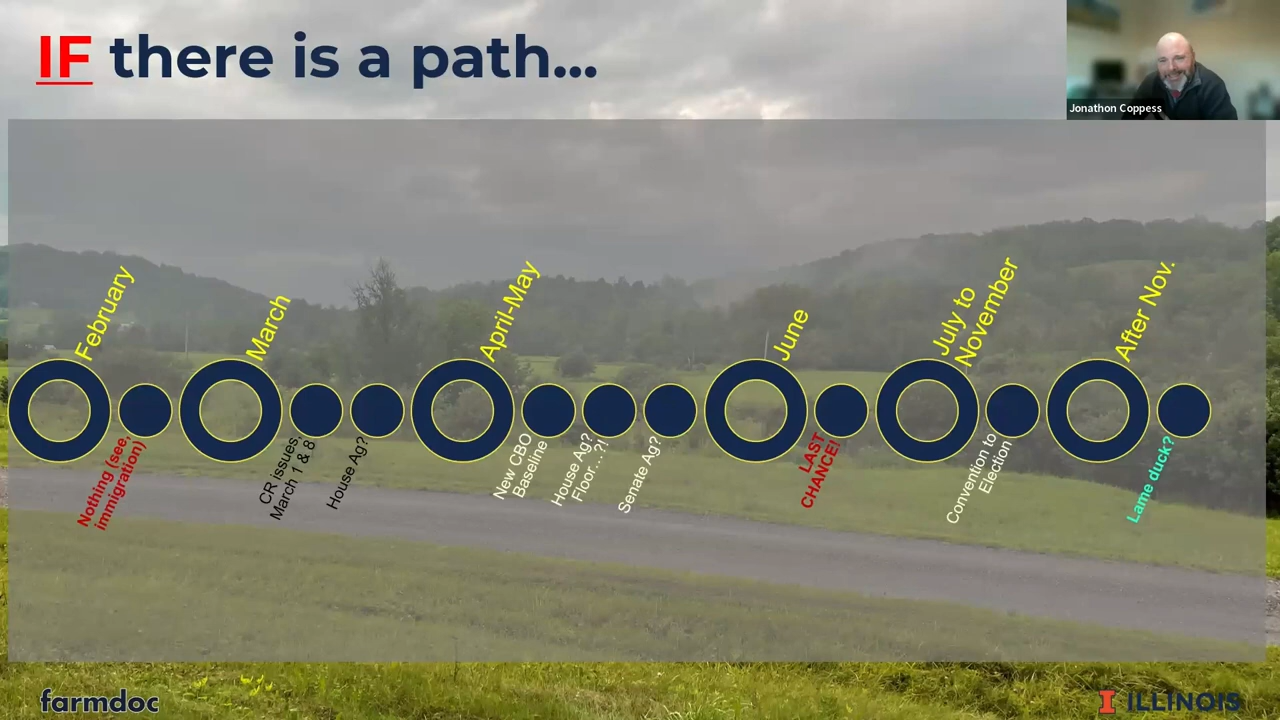 IF there is a path...
Jonathon Coppess
February
March
April-May
June
July to
November
After Nov.
Nothing (see:
immigration)
CR issues
March 1 & 8
House Ag?
New CBO
Baseline
House Ag?
Floor...?!
Senate Ag?
LAST
CHANCE!
Convention to
Election
Lame duck?
farmdoc
I ILLINOIS